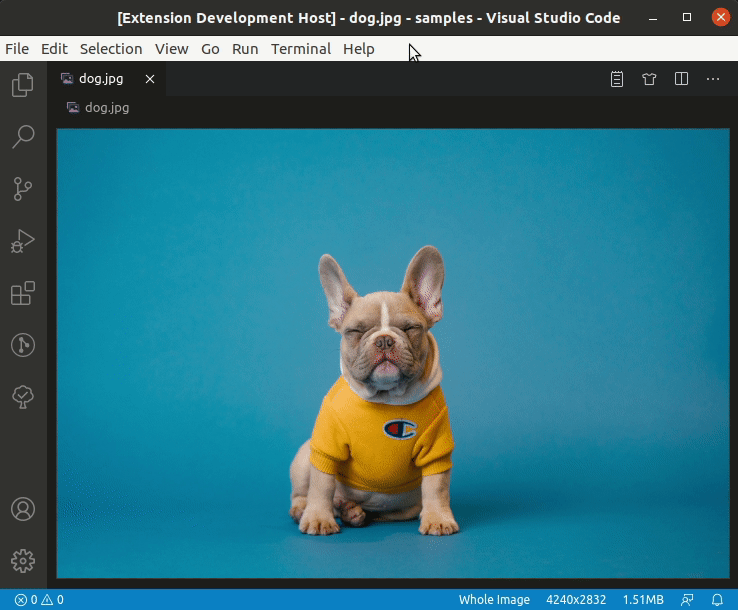 [Extension Development Host] - dog.jpg - samples - Visual Studio Code
File Edit Selection View Go Run Terminal Help
dog.jpg
dog.jpg
0 0 Whole Image 4240x2832 1.51MB